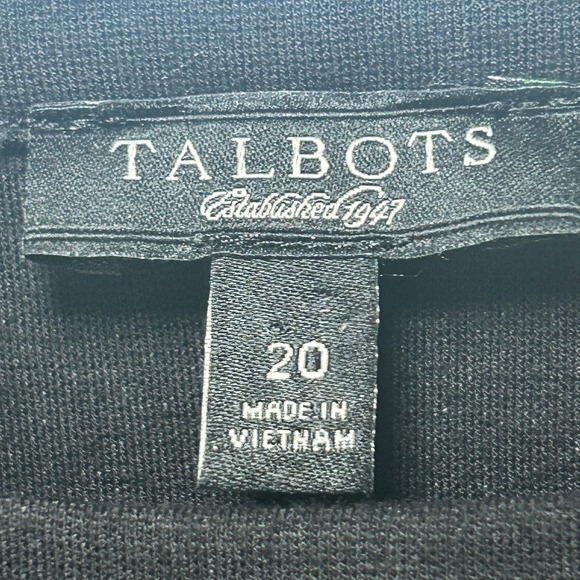 TALBOTS
Established 1947
20
MADE IN
VIETNAM